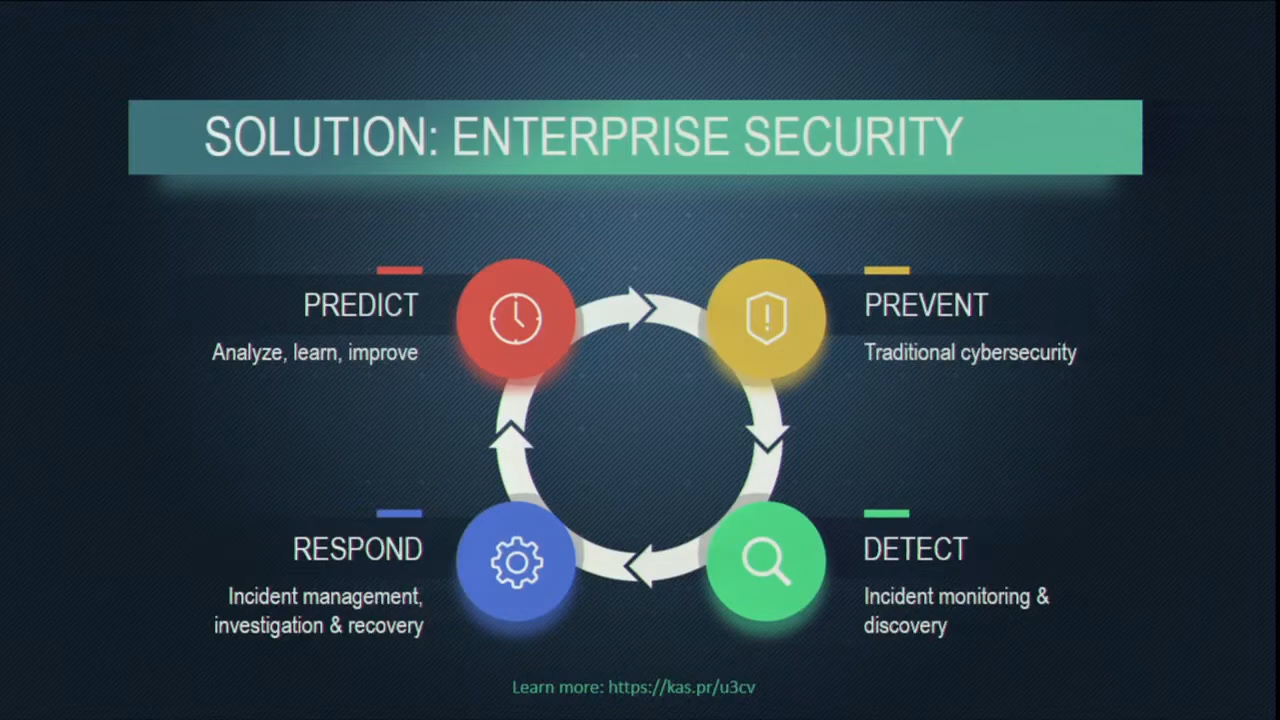 SOLUTION: ENTERPRISE SECURITY
PREDICT
Analyze, learn, improve
PREVENT
Traditional cybersecurity
RESPOND
Incident management,
investigation & recovery
DETECT
Incident monitoring &
discovery
Learn more: https://kas.pr/u3cv